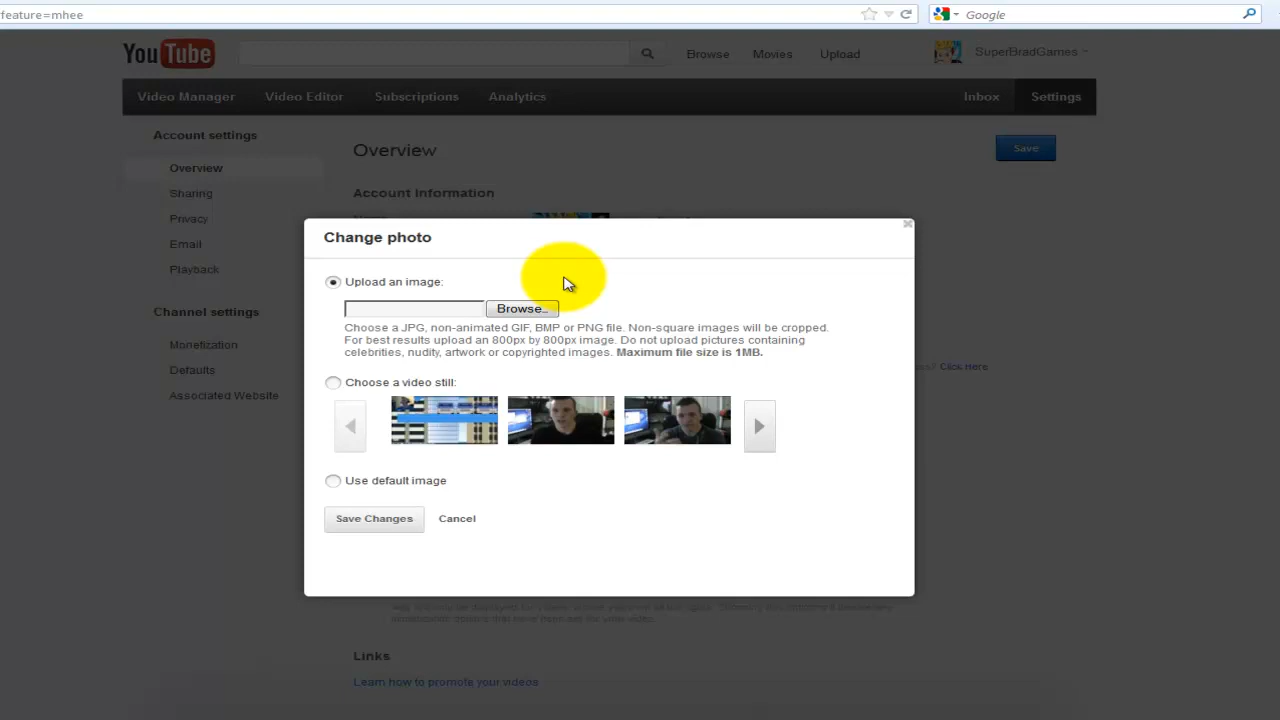 feature=mhee
Google
YouTube
Browse
Movies
Upload
SuperBradGames
Video Manager
Video Editor
Subscriptions
Analytics
Inbox
Settings
Account settings
Overview
Save
Overview
Account Information
Sharing
Privacy
Email
Playback
Channel settings
Monetization
Defaults
Associated Website
Change photo
Upload an image:
Browse...
Choose a JPG, non-animated GIF, BMP or PNG file. Non-square images will be cropped.
For best results upload an 800px by 800px image. Do not upload pictures containing
celebrities, nudity, artwork or copyrighted images. Maximum file size is 1MB.
Click Here
Choose a video still:
Use default image
Save Changes
Cancel
Links
Learn how to promote your videos